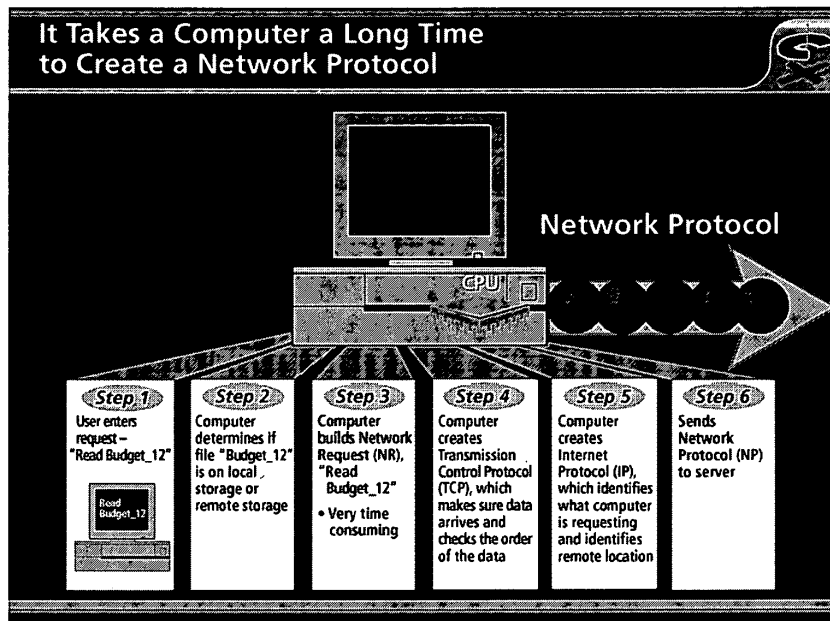 It Takes a Computer a Long Time
to Create a Network Protocol
Network Protocol
CPU
Step 1
User enters
request –
"Read Budget_12"
Read
Budget_12
Step 2
Computer
determines if
file "Budget_12"
is on local
storage or
remote storage
Step 3
Computer
builds Network
Request (NR),
"Read
Budget_12"
• Very time
consuming
Step 4
Computer
creates
Transmission
Control Protocol
(TCP), which
makes sure data
arrives and
checks the order
of the data
Step 5
Computer
creates
Internet
Protocol (IP),
which identifies
what computer
is requesting
and identifies
remote location
Step 6
Sends
Network
Protocol (NP)
to server